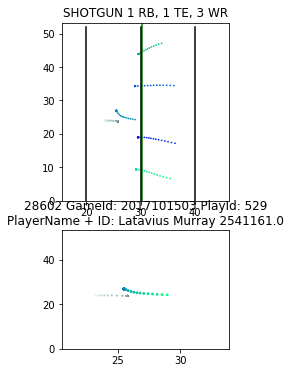 SHOTGUN 1 RB, 1 TE, 3 WR
50
40
30
20
10
0
20 30 40
28602 GameId: 2017101503 PlayId: 529
PlayerName + ID: Latavius Murray 2541161.0
40
20
0
25 30